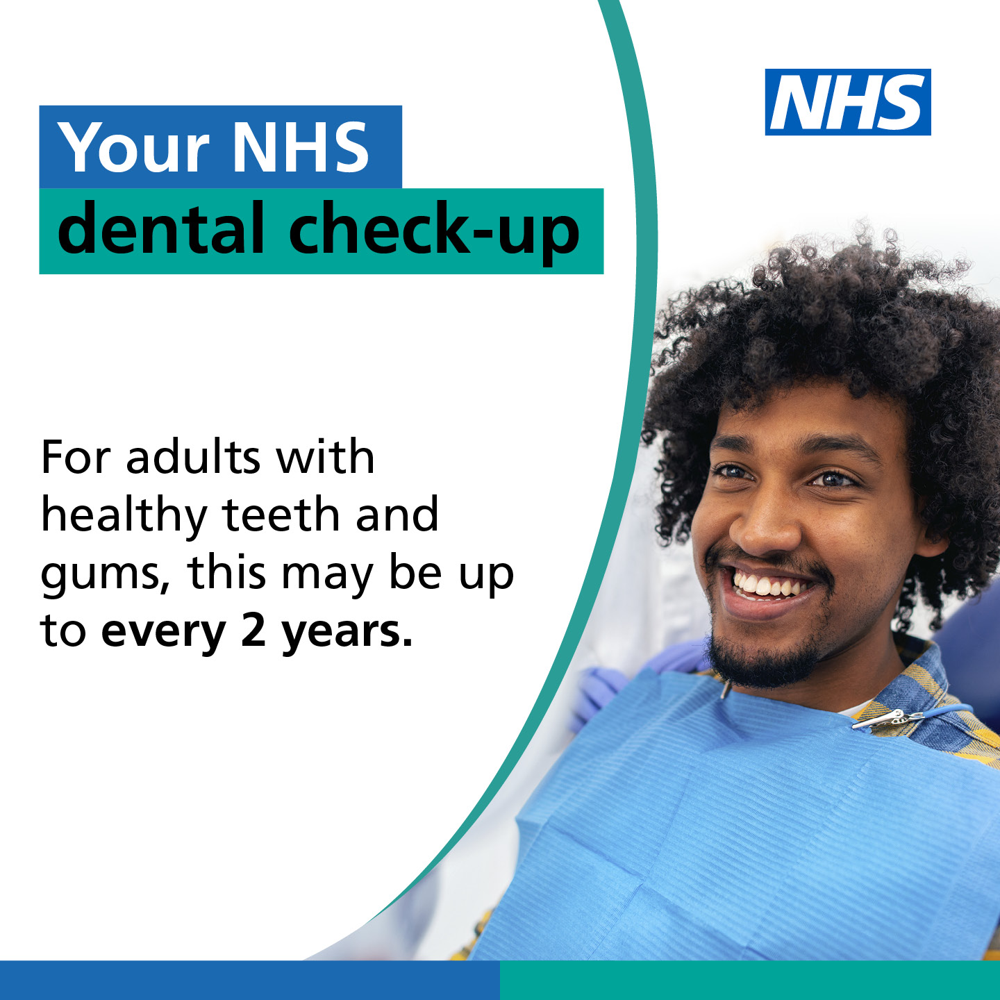 NHS
Your NHS
dental check-up
For adults with
healthy teeth and
gums, this may be up
to every 2 years.